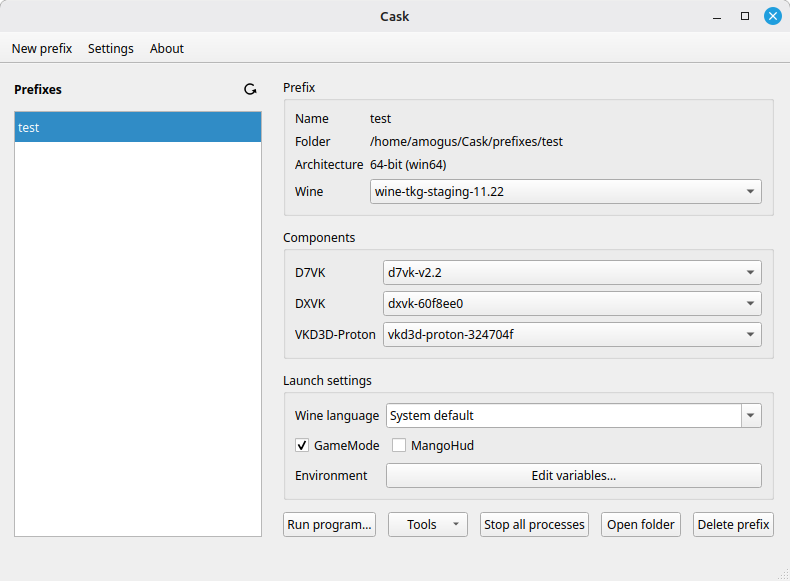 Cask
New prefix Settings About
Prefixes
test
Prefix
Name test
Folder /home/amogus/Cask/prefixes/test
Architecture 64-bit (win64)
Wine wine-tkg-staging-11.22
Components
D7VK d7vk-v2.2
DXVK dxvk-60f8ee0
VKD3D-Proton vkd3d-proton-324704f
Launch settings
Wine language System default
GameMode MangoHud
Environment Edit variables...
Run program... Tools Stop all processes Open folder Delete prefix